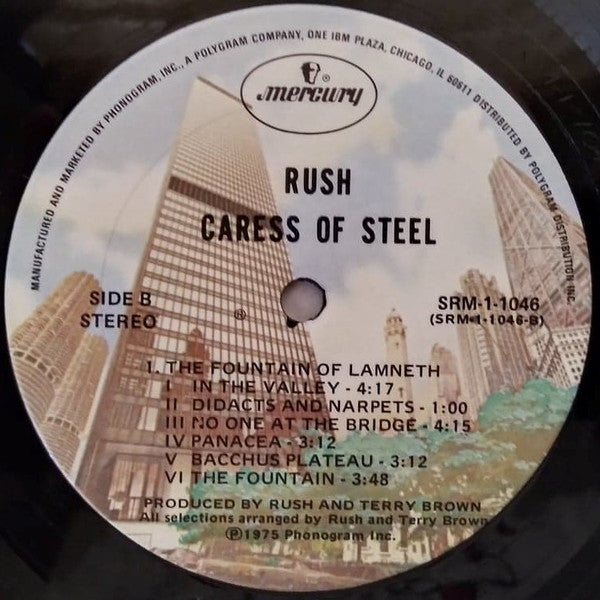 MANUFACTURED AND MARKETED BY PHONOGRAM, INC., A POLYGRAM COMPANY, ONE IBM PLAZA, CHICAGO, IL 60611 DISTRIBUTED BY POLYGRAM DISTRIBUTION INC.
®
mercury
RUSH
CARESS OF STEEL
SIDE B
STEREO
®
SRM-1-1046
(SRM-1-1046-B)
1. THE FOUNTAIN OF LAMNETH
I IN THE VALLEY - 4:17
II DIDACTS AND NARPETS - 1:00
III NO ONE AT THE BRIDGE - 4:15
IV PANACEA - 3:12
V BACCHUS PLATEAU - 3:12
VI THE FOUNTAIN - 3:48
PRODUCED BY RUSH AND TERRY BROWN
All selections arranged by Rush and Terry Brown
℗1975 Phonogram Inc.